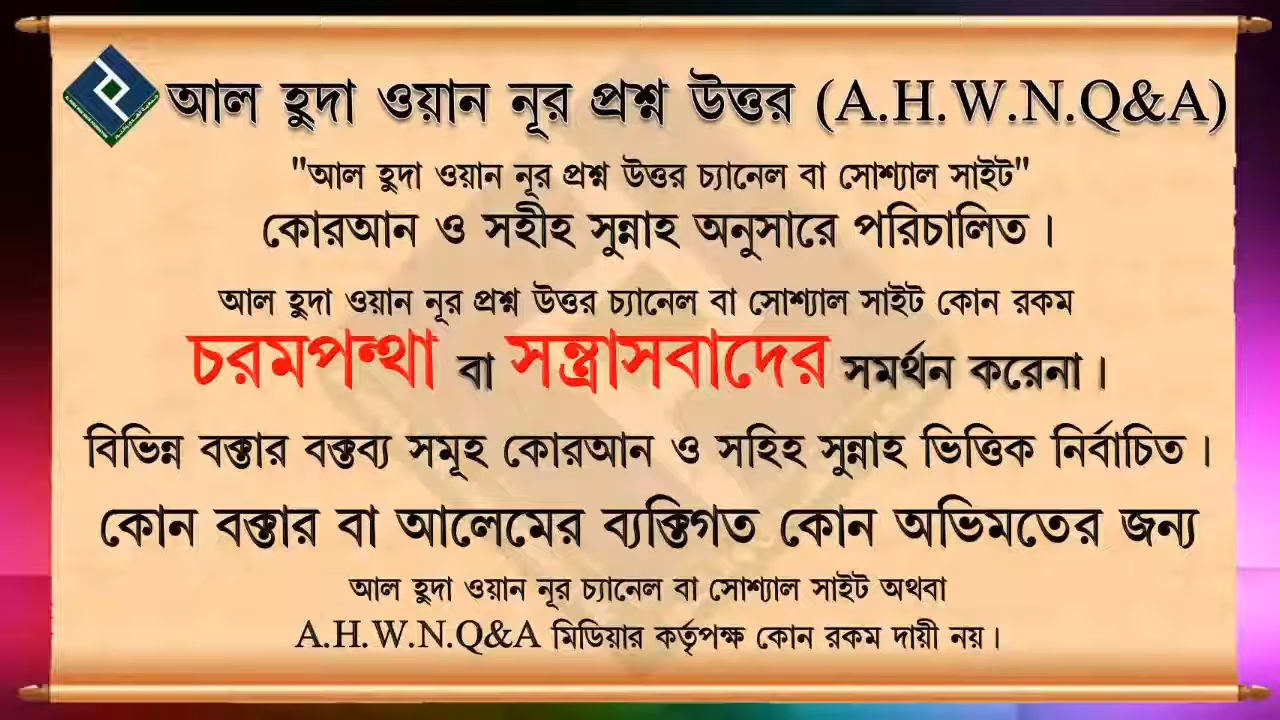 আল হুদা ওয়ান নূর প্রশ্ন উত্তর (A.H.W.N.Q&A)
"আল হুদা ওয়ান নূর প্রশ্ন উত্তর চ্যানেল বা সোশ্যাল সাইট"
কোরআন ও সহীহ সুন্নাহ অনুসারে পরিচালিত।
আল হুদা ওয়ান নূর প্রশ্ন উত্তর চ্যানেল বা সোশ্যাল সাইট কোন রকম
চরমপন্থা বা সন্ত্রাসবাদের সমর্থন করেনা।
বিভিন্ন বক্তার বক্তব্য সমূহ কোরআন ও সহিহ সুন্নাহ ভিত্তিক নির্বাচিত।
কোন বক্তার বা আলেমের ব্যক্তিগত কোন অভিমতের জন্য
আল হুদা ওয়ান নূর চ্যানেল বা সোশ্যাল সাইট অথবা
A.H.W.N.Q&A মিডিয়ার কর্তৃপক্ষ কোন রকম দায়ী নয়।